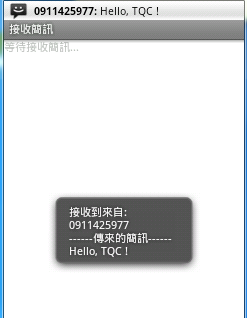 0911425977: Hello, TQC !
接收簡訊
等待接收簡訊...
接收到來自:
0911425977
------傳來的簡訊------
Hello, TQC !